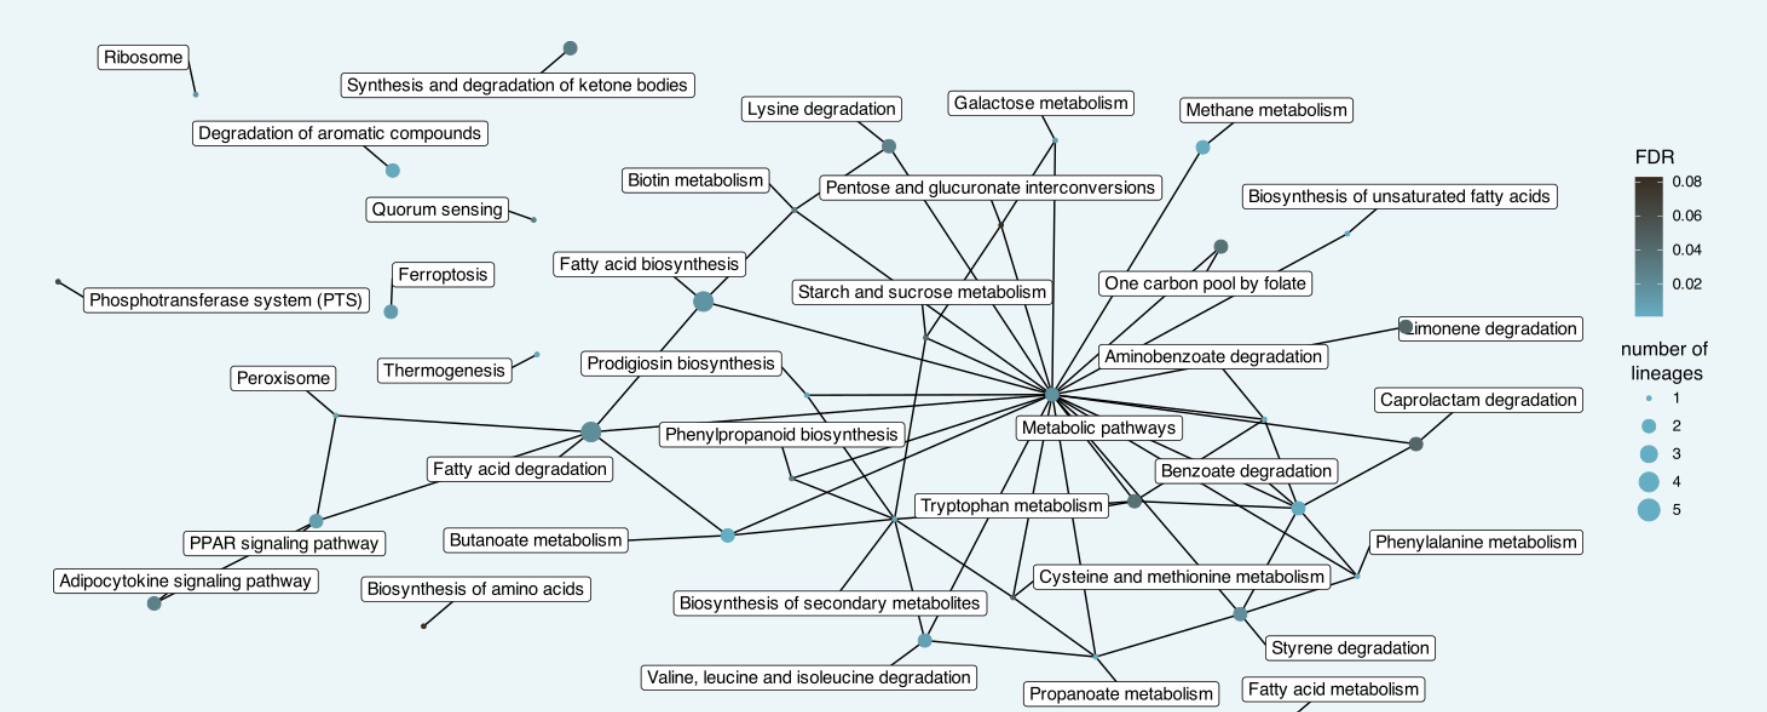 Ribosome
Synthesis and degradation of ketone bodies
Lysine degradation
Galactose metabolism
Methane metabolism
Degradation of aromatic compounds
Biotin metabolism
Pentose and glucuronate interconversions
Biosynthesis of unsaturated fatty acids
Quorum sensing
Fatty acid biosynthesis
Ferroptosis
Phosphotransferase system (PTS)
Starch and sucrose metabolism
One carbon pool by folate
Limonene degradation
Thermogenesis
Prodigiosin biosynthesis
Aminobenzoate degradation
Peroxisome
Caprolactam degradation
Phenylpropanoid biosynthesis
Metabolic pathways
Fatty acid degradation
Benzoate degradation
Tryptophan metabolism
PPAR signaling pathway
Butanoate metabolism
Phenylalanine metabolism
Adipocytokine signaling pathway
Biosynthesis of amino acids
Cysteine and methionine metabolism
Biosynthesis of secondary metabolites
Styrene degradation
Valine, leucine and isoleucine degradation
Propanoate metabolism
Fatty acid metabolism
FDR
0.08
0.06
0.04
0.02
number of
lineages
1
2
3
4
5